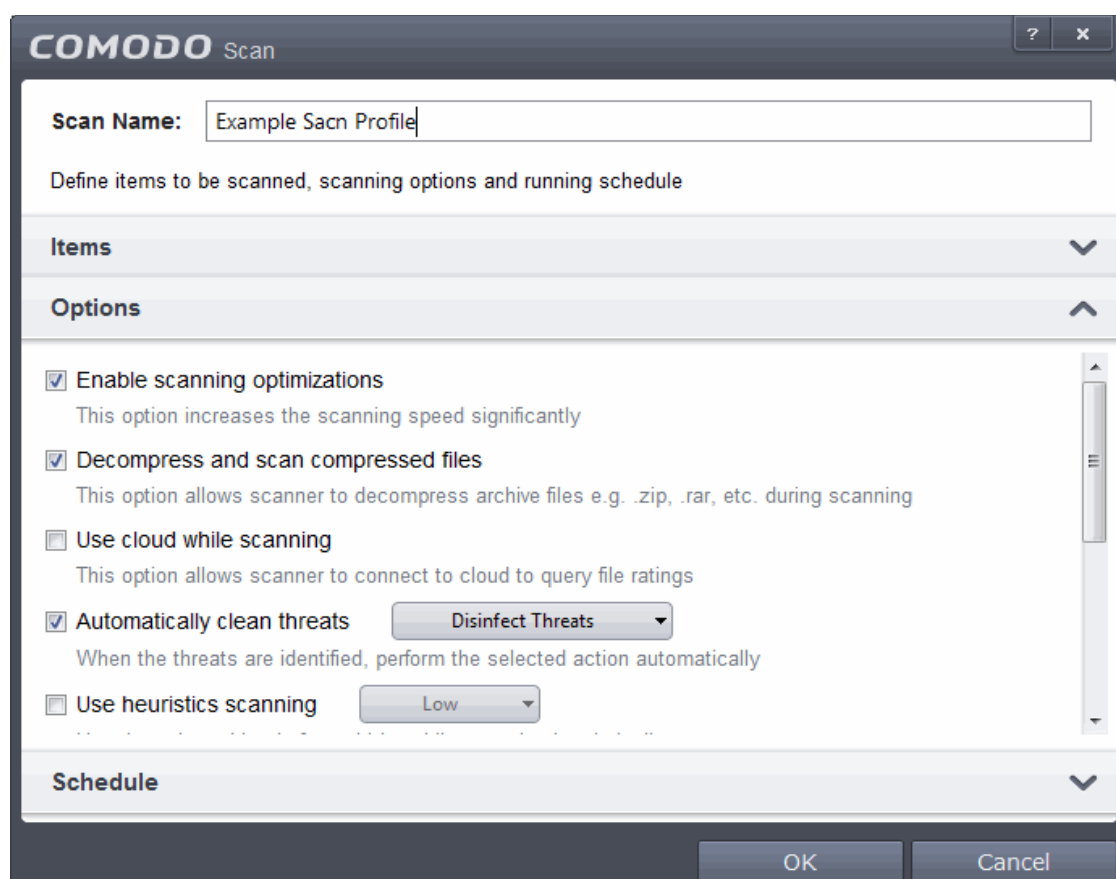 COMODO Scan
?
×
Scan Name: Example Sacn Profile
Define items to be scanned, scanning options and running schedule
Items
Options
Enable scanning optimizations
This option increases the scanning speed significantly
Decompress and scan compressed files
This option allows scanner to decompress archive files e.g. .zip, .rar, etc. during scanning
Use cloud while scanning
This option allows scanner to connect to cloud to query file ratings
Automatically clean threats Disinfect Threats
When the threats are identified, perform the selected action automatically
Use heuristics scanning Low
Schedule
OK Cancel